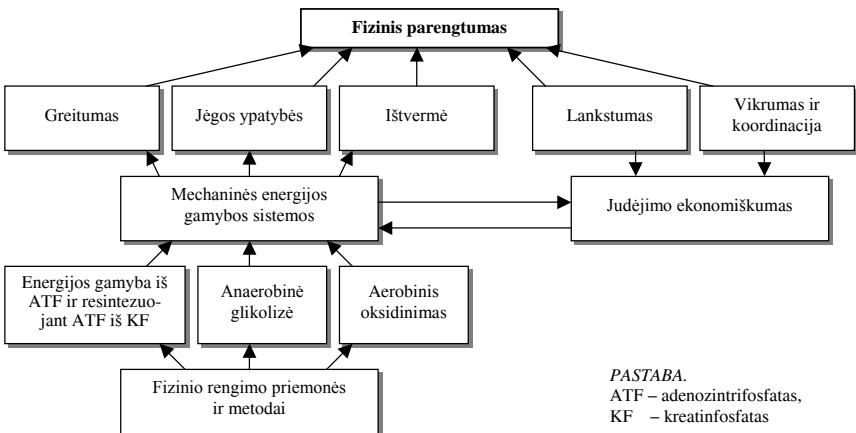 Fizinis parengtumas
Greitumas
Jėgos ypatybės
Ištvermė
Lankstumas
Vikrumas ir
koordinacija
Mechaninės energijos
gamybos sistemos
Judėjimo ekonomiškumas
Energijos gamyba iš
ATF ir resintezuo-
jant ATF iš KF
Anaerobinė
glikolizė
Aerobinis
oksidinimas
Fizinio rengimo priemonės
ir metodai
PASTABA.
ATF – adenozintrifosfatas,
KF – kreatinfosfatas